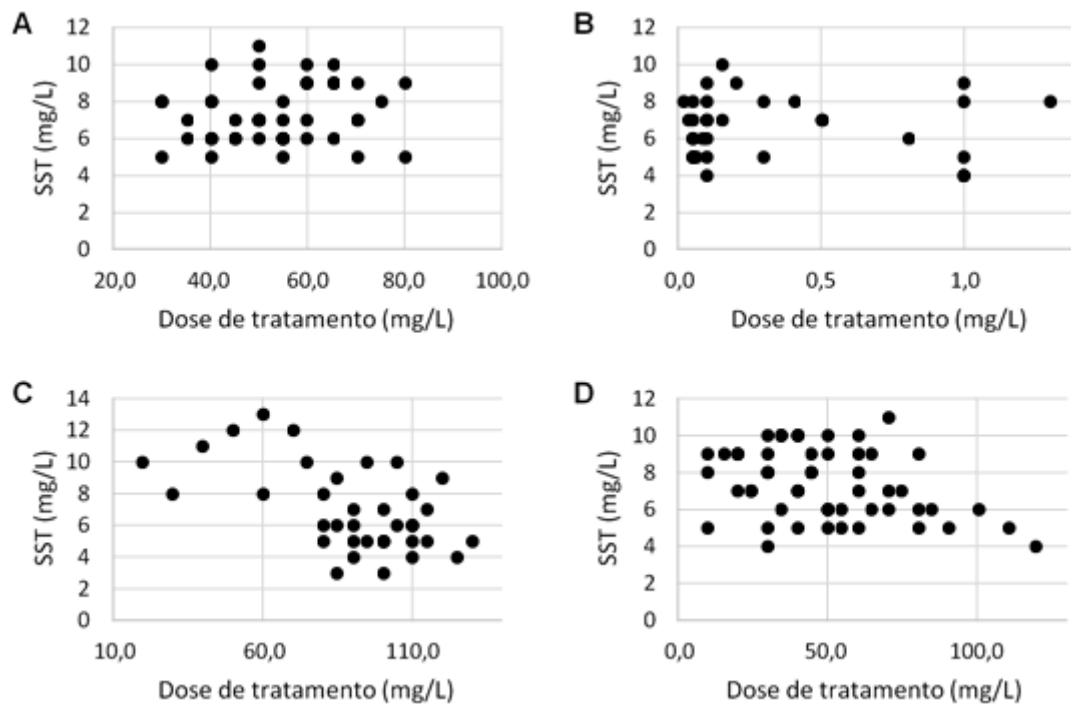 A
SST (mg/L)
12
10
8
6
4
2
0
20,0 40,0 60,0 80,0 100,0
Dose de tratamento (mg/L)
B
SST (mg/L)
12
10
8
6
4
2
0
0,0 0,5 1,0
Dose de tratamento (mg/L)
C
SST (mg/L)
14
12
10
8
6
4
2
0
10,0 60,0 110,0
Dose de tratamento (mg/L)
D
SST (mg/L)
12
10
8
6
4
2
0
0,0 50,0 100,0
Dose de tratamento (mg/L)